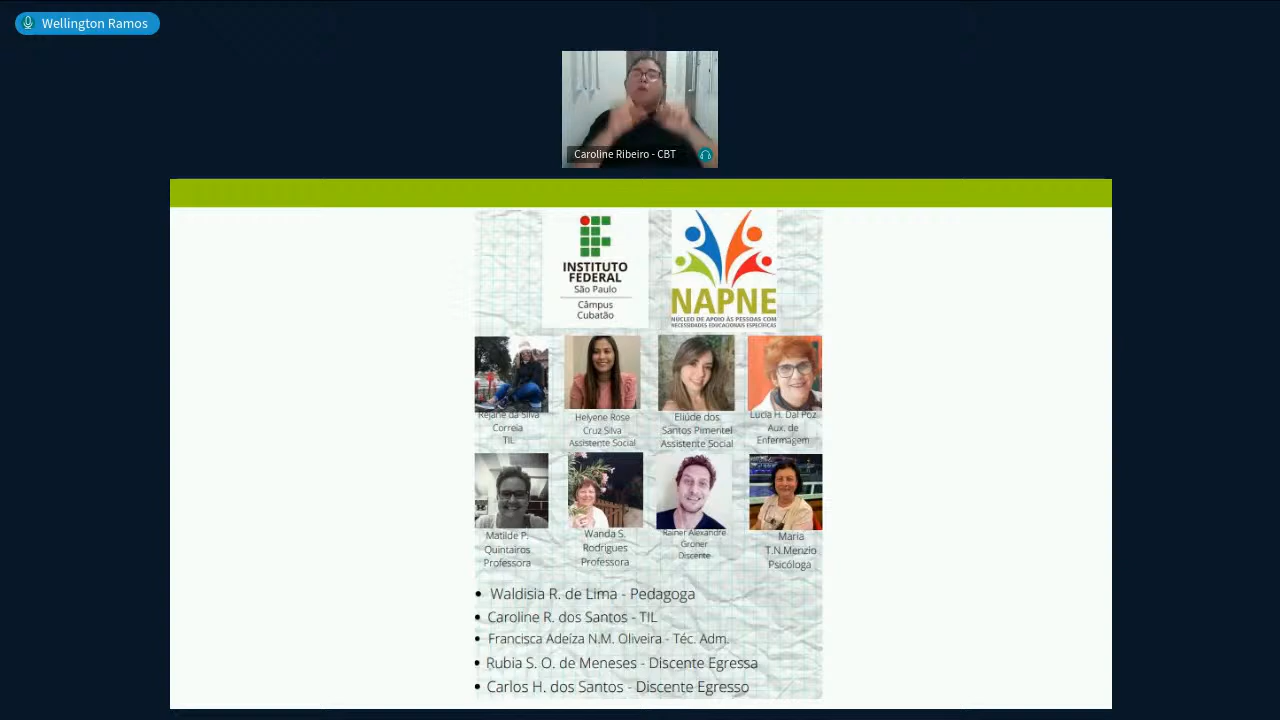 Wellington Ramos
Caroline Ribeiro - CBT
INSTITUTO
FEDERAL
São Paulo
Câmpus
Cubatão
NAPNE
NÚCLEO DE APOIO ÀS PESSOAS COM
NECESSIDADES EDUCACIONAIS ESPECÍFICAS
Rejane da Silva
Correia
TIL
Helyene Rose
Cruz Silva
Assistente Social
Eliúde dos
Santos Pimentel
Assistente Social
Lucia H. Dal Poz
Aux. de
Enfermagem
Matilde P.
Quintairos
Professora
Wanda S.
Rodrigues
Professora
Rainer Alexandre
Groner
Discente
Maria
T.N.Menzio
Psicóloga
• Waldisia R. de Lima - Pedagoga
• Caroline R. dos Santos - TIL
• Francisca Adeiza N.M. Oliveira - Téc. Adm.
• Rubia S. O. de Meneses - Discente Egressa
• Carlos H. dos Santos - Discente Egresso